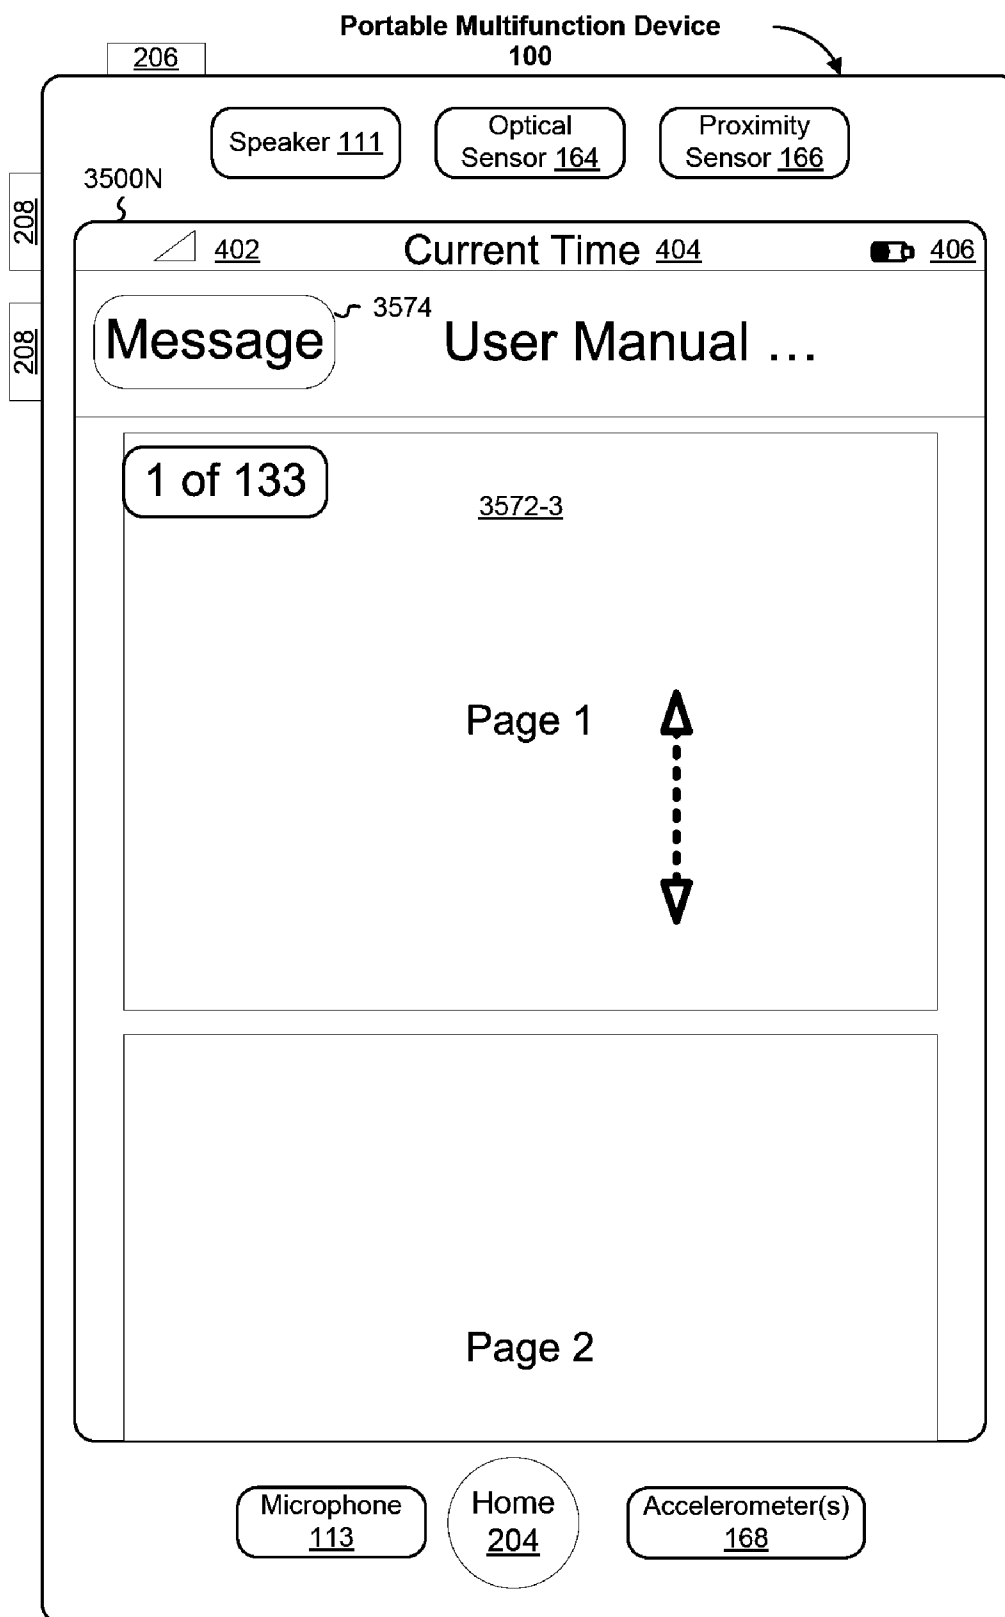 Portable Multifunction Device
100
206
Speaker 111
Optical
Sensor 164
Proximity
Sensor 166
3500N
208
402
Current Time 404
406
208
Message
3574
User Manual ...
1 of 133
3572-3
Page 1
Page 2
Microphone
113
Home
204
Accelerometer(s)
168